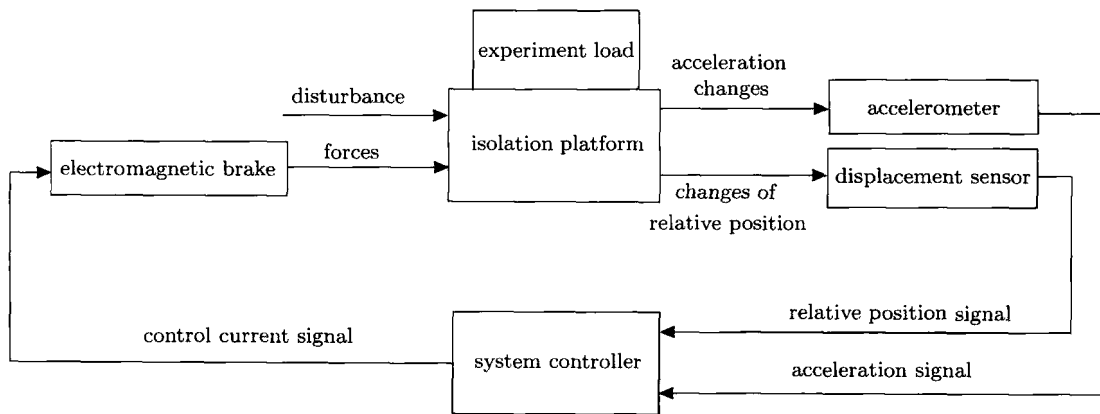 experiment load
acceleration
changes
disturbance
accelerometer
isolation platform
forces
electromagnetic brake
displacement sensor
changes of
relative position
relative position signal
control current signal
system controller
acceleration signal